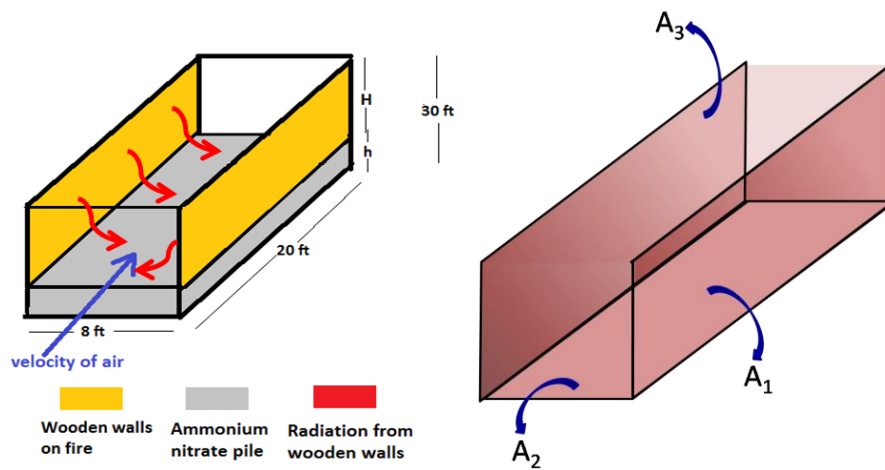 A3
H
30 ft
h
20 ft
8 ft
velocity of air
A1
A2
Wooden walls
on fire
Ammonium
nitrate pile
Radiation from
wooden walls